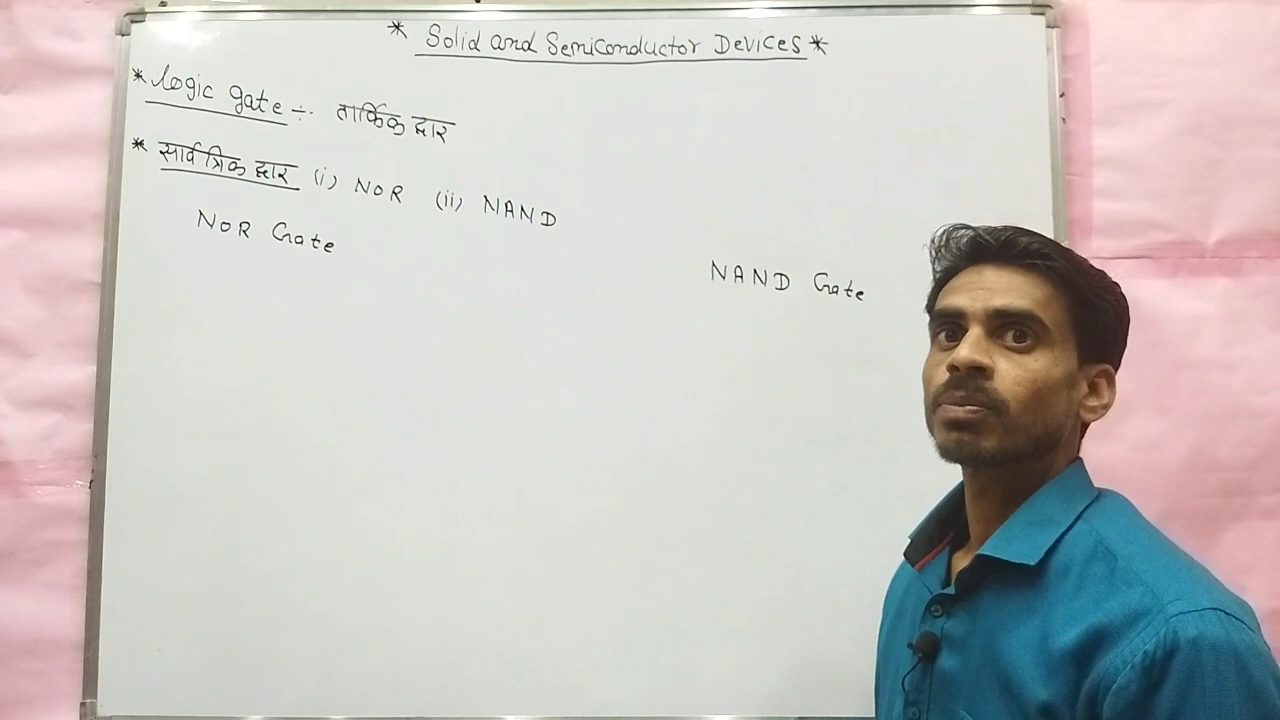 * Solid and Semiconductor Devices *
* Logic gate ÷ तार्किक द्वार
* सार्वत्रिक द्वार (i) NOR (ii) NAND
NOR Gate
NAND Gate